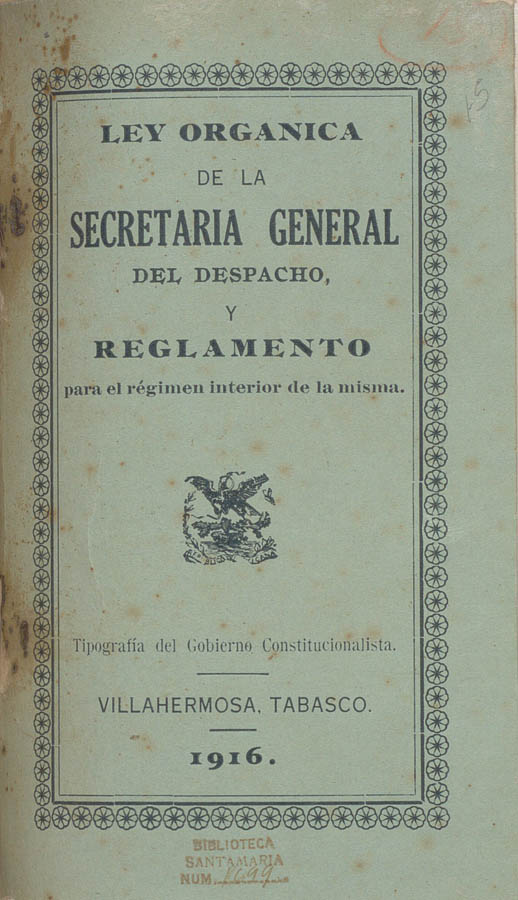 LEY ORGANICA
DE LA
SECRETARIA GENERAL
DEL DESPACHO,
Y
REGLAMENTO
para el régimen interior de la misma.
Tipografía del Gobierno Constitucionalista.
VILLAHERMOSA, TABASCO.
1916.
BIBLIOTECA
SANTAMARIA
NUM.